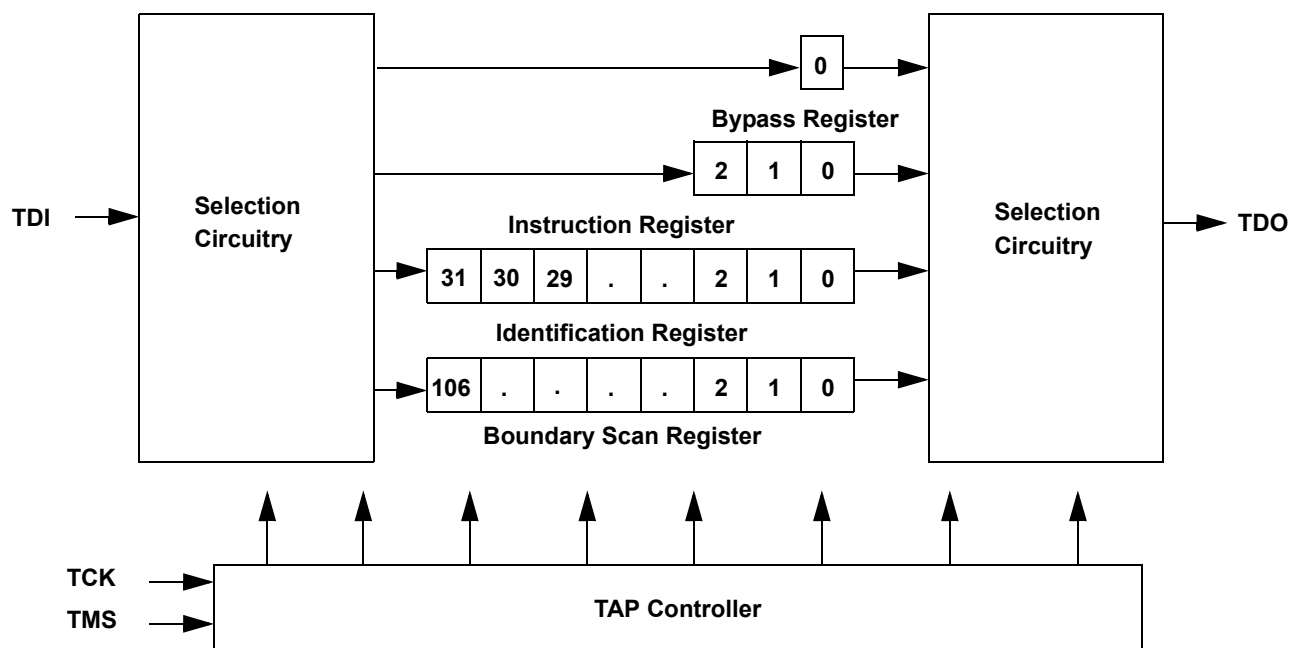 0
Bypass Register
2 1 0
TDI
Selection
Circuitry
Selection
Circuitry
TDO
Instruction Register
31 30 29 . . 2 1 0
Identification Register
106 . . . . 2 1 0
Boundary Scan Register
TCK
TMS
TAP Controller